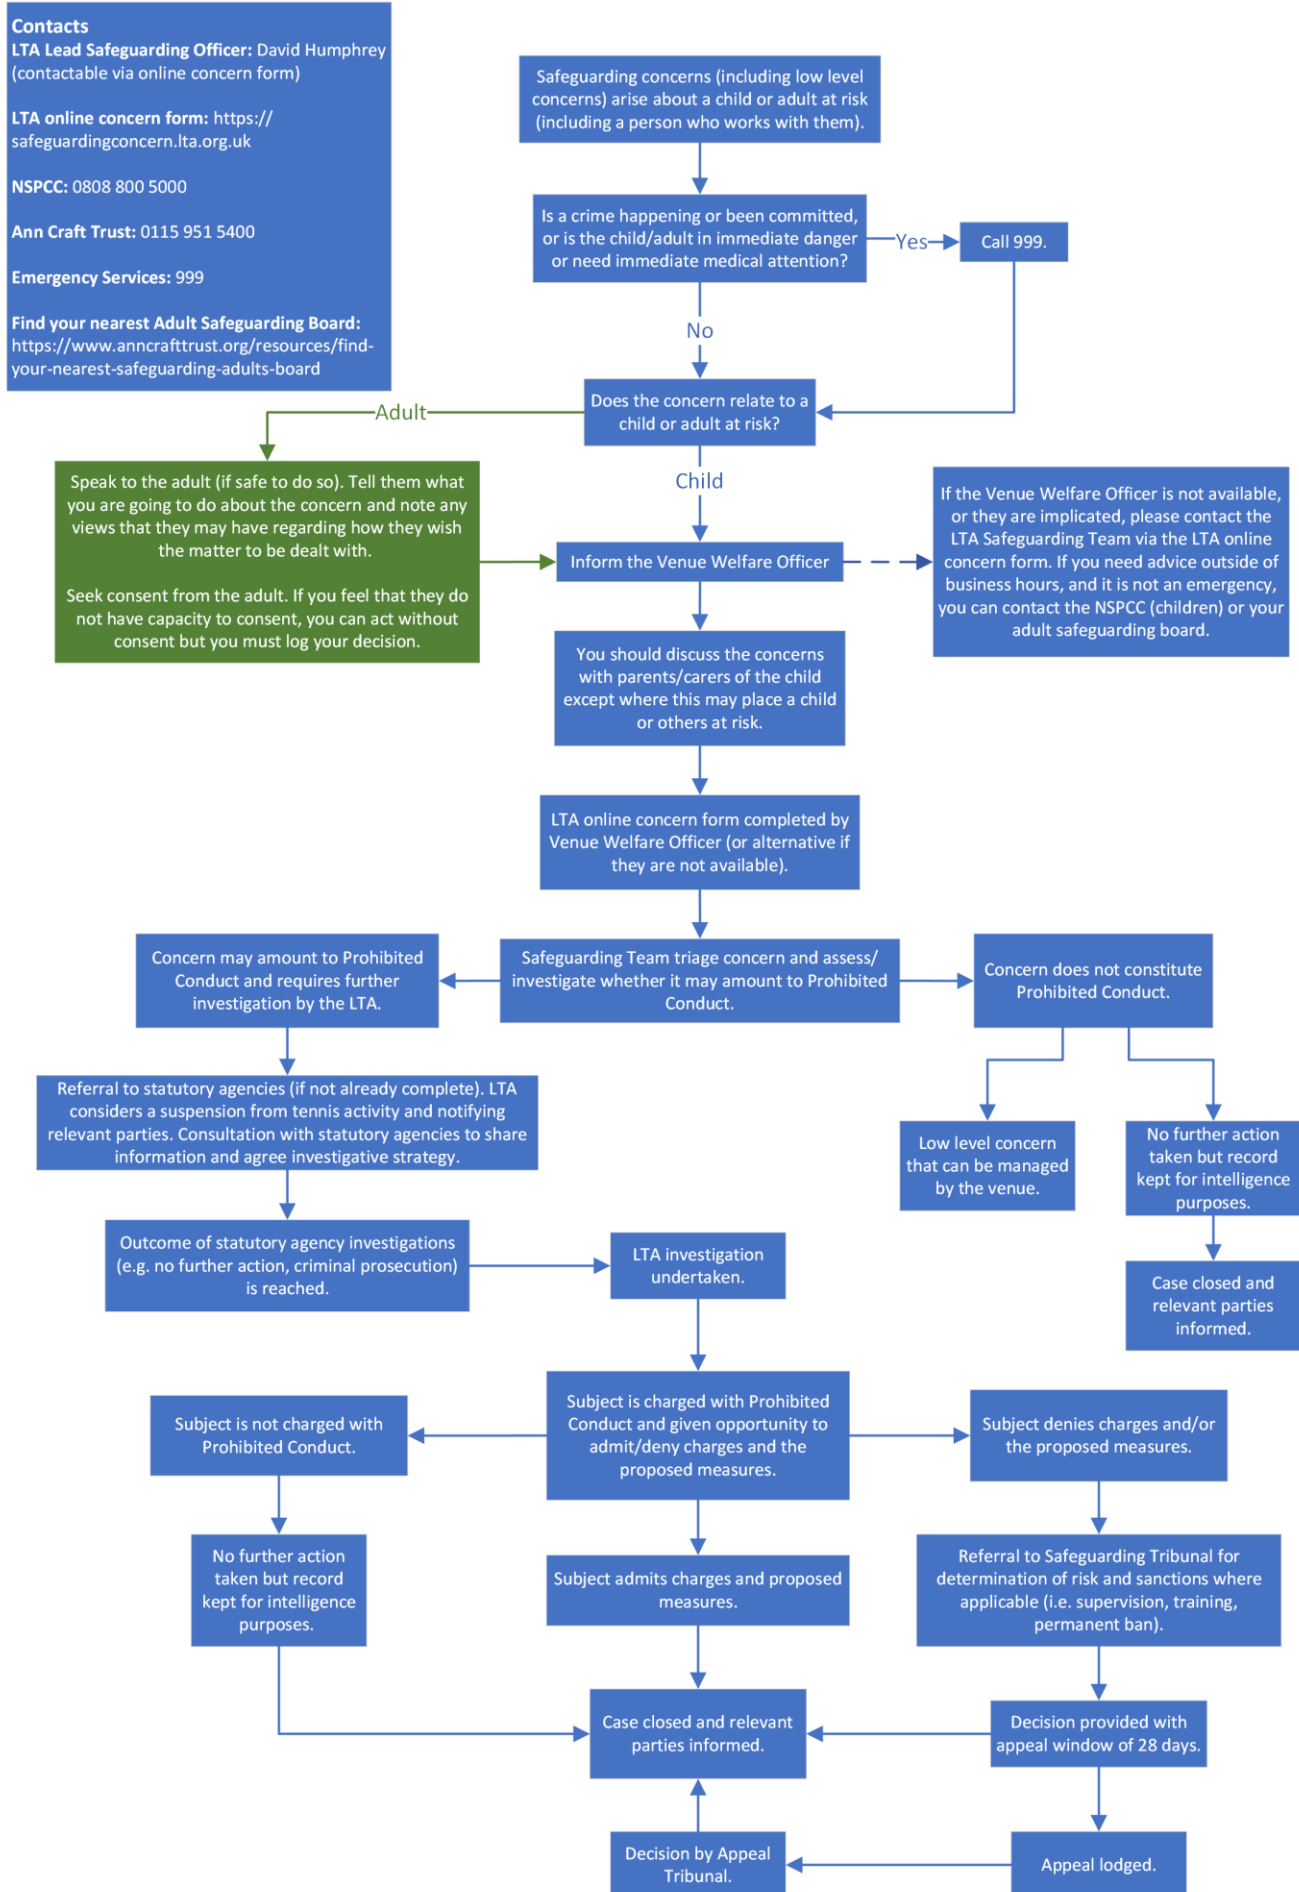 Contacts
LTA Lead Safeguarding Officer: David Humphrey
(contactable via online concern form)
LTA online concern form: https://
safeguardingconcern.lta.org.uk
NSPCC: 0808 800 5000
Ann Craft Trust: 0115 951 5400
Emergency Services: 999
Find your nearest Adult Safeguarding Board:
https://www.anncrafttrust.org/resources/find-
your-nearest-safeguarding-adults-board
Safeguarding concerns (including low level
concerns) arise about a child or adult at risk
(including a person who works with them).
Is a crime happening or been committed,
or is the child/adult in immediate danger
or need immediate medical attention?
Yes
Call 999.
No
Does the concern relate to a
child or adult at risk?
Adult
Speak to the adult (if safe to do so). Tell them what
you are going to do about the concern and note any
views that they may have regarding how they wish
the matter to be dealt with.
Seek consent from the adult. If you feel that they do
not have capacity to consent, you can act without
consent but you must log your decision.
Child
Inform the Venue Welfare Officer
If the Venue Welfare Officer is not available,
or they are implicated, please contact the
LTA Safeguarding Team via the LTA online
concern form. If you need advice outside of
business hours, and it is not an emergency,
you can contact the NSPCC (children) or your
adult safeguarding board.
You should discuss the concerns
with parents/carers of the child
except where this may place a child
or others at risk.
LTA online concern form completed by
Venue Welfare Officer (or alternative if
they are not available).
Safeguarding Team triage concern and assess/
investigate whether it may amount to Prohibited
Conduct.
Concern may amount to Prohibited
Conduct and requires further
investigation by the LTA.
Concern does not constitute
Prohibited Conduct.
Referral to statutory agencies (if not already complete). LTA
considers a suspension from tennis activity and notifying
relevant parties. Consultation with statutory agencies to share
information and agree investigative strategy.
Low level concern
that can be managed
by the venue.
No further action
taken but record
kept for intelligence
purposes.
Outcome of statutory agency investigations
(e.g. no further action, criminal prosecution)
is reached.
LTA investigation
undertaken.
Case closed and
relevant parties
informed.
Subject is not charged with
Prohibited Conduct.
Subject is charged with Prohibited
Conduct and given opportunity to
admit/deny charges and the
proposed measures.
Subject denies charges and/or
the proposed measures.
No further action
taken but record
kept for intelligence
purposes.
Subject admits charges and proposed
measures.
Referral to Safeguarding Tribunal for
determination of risk and sanctions where
applicable (i.e. supervision, training,
permanent ban).
Case closed and relevant
parties informed.
Decision provided with
appeal window of 28 days.
Decision by Appeal
Tribunal.
Appeal lodged.